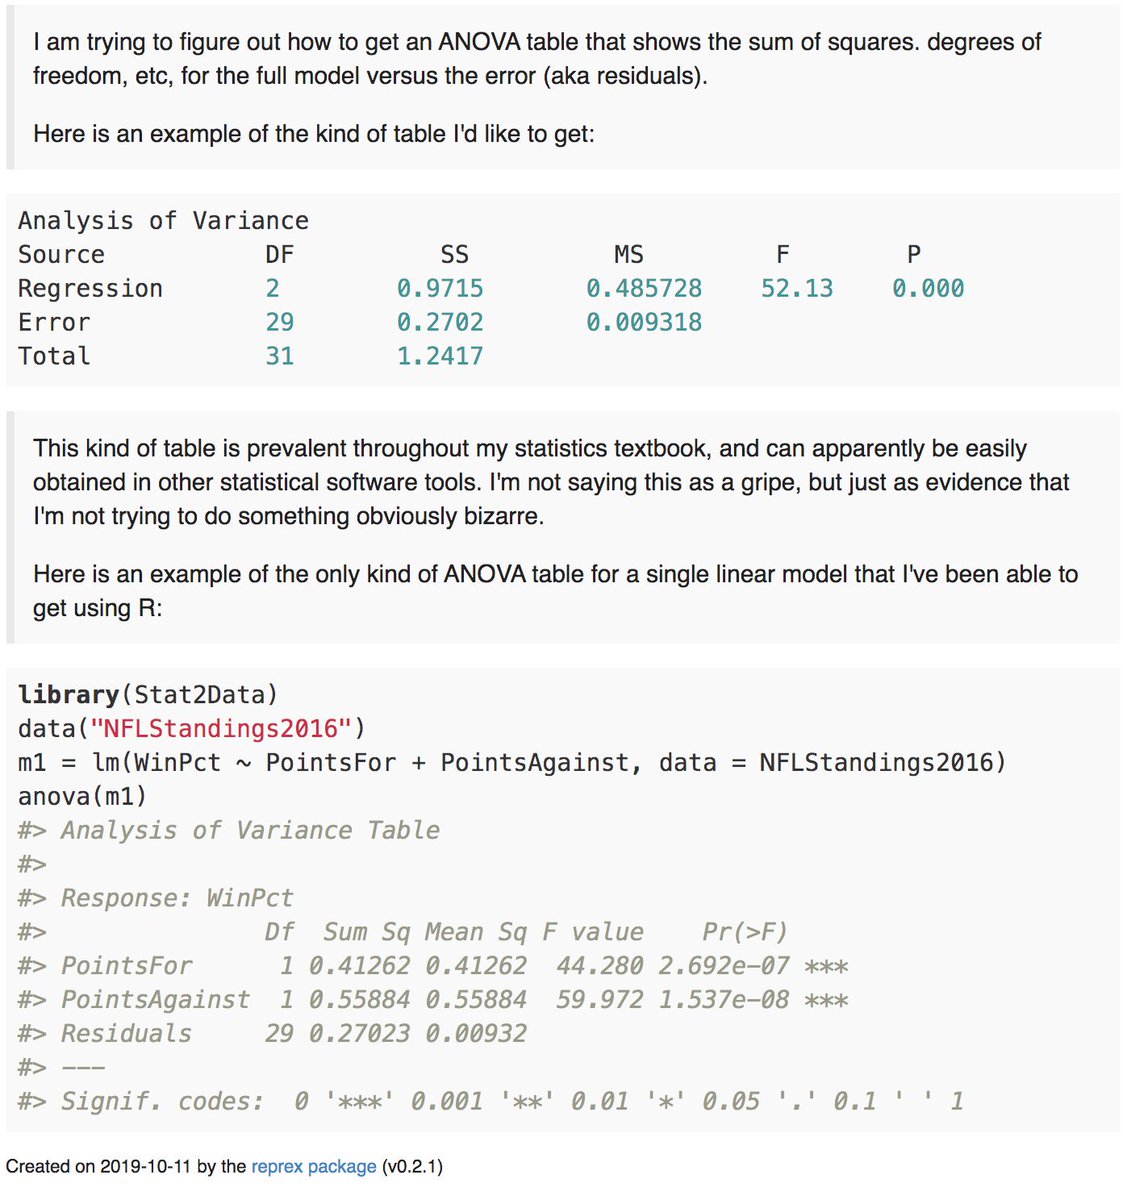 I am trying to figure out how to get an ANOVA table that shows the sum of squares. degrees of
freedom, etc, for the full model versus the error (aka residuals).
Here is an example of the kind of table I'd like to get:
Analysis of Variance
Source DF SS MS F P
Regression 2 0.9715 0.485728 52.13 0.000
Error 29 0.2702 0.009318
Total 31 1.2417
This kind of table is prevalent throughout my statistics textbook, and can apparently be easily
obtained in other statistical software tools. I'm not saying this as a gripe, but just as evidence that
I'm not trying to do something obviously bizarre.
Here is an example of the only kind of ANOVA table for a single linear model that I've been able to
get using R:
library(Stat2Data)
data("NFLStandings2016")
m1 = lm(WinPct ~ PointsFor + PointsAgainst, data = NFLStandings2016)
anova(m1)
#> Analysis of Variance Table
#>
#> Response: WinPct
#> Df Sum Sq Mean Sq F value Pr(>F)
#> PointsFor 1 0.41262 0.41262 44.280 2.692e-07 ***
#> PointsAgainst 1 0.55884 0.55884 59.972 1.537e-08 ***
#> Residuals 29 0.27023 0.00932
#> ---
#> Signif. codes: 0 '***' 0.001 '**' 0.01 '*' 0.05 '.' 0.1 ' ' 1
Created on 2019-10-11 by the reprex package (v0.2.1)